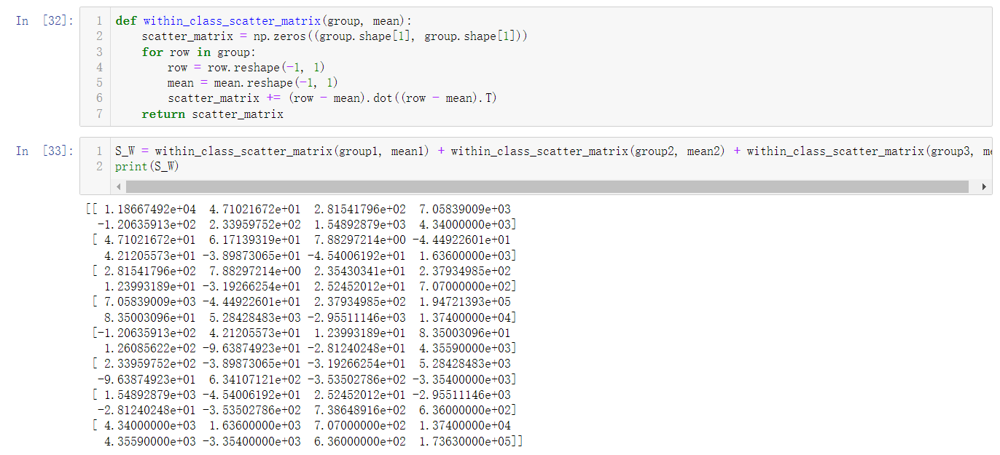 In [32]:
1 def within_class_scatter_matrix(group, mean):
2     scatter_matrix = np.zeros((group.shape[1], group.shape[1]))
3     for row in group:
4         row = row.reshape(-1, 1)
5         mean = mean.reshape(-1, 1)
6         scatter_matrix += (row - mean).dot((row - mean).T)
7     return scatter_matrix
In [33]:
1 S_W = within_class_scatter_matrix(group1, mean1) + within_class_scatter_matrix(group2, mean2) + within_class_scatter_matrix(group3, me
2 print(S_W)
[[ 1.18667492e+04  4.71021672e+01  2.81541796e+02  7.05839009e+03
  -1.20635913e+02  2.33959752e+02  1.54892879e+03  4.34000000e+03]
 [ 4.71021672e+01  6.17139319e+01  7.88297214e+00 -4.44922601e+01
   4.21205573e+01 -3.89873065e+01 -4.54006192e+01  1.63600000e+03]
 [ 2.81541796e+02  7.88297214e+00  2.35430341e+01  2.37934985e+02
   1.23993189e+01 -3.19266254e+01  2.52452012e+01  7.07000000e+02]
 [ 7.05839009e+03 -4.44922601e+01  2.37934985e+02  1.94721393e+05
   8.35003096e+01  5.28428483e+03 -2.95511146e+03  1.37400000e+04]
 [-1.20635913e+02  4.21205573e+01  1.23993189e+01  8.35003096e+01
   1.26085622e+02 -9.63874923e+01 -2.81240248e+01  4.35590000e+03]
 [ 2.33959752e+02 -3.89873065e+01 -3.19266254e+01  5.28428483e+03
  -9.63874923e+01  6.34107121e+02 -3.53502786e+02 -3.35400000e+03]
 [ 1.54892879e+03 -4.54006192e+01  2.52452012e+01 -2.95511146e+03
  -2.81240248e+01 -3.53502786e+02  7.38648916e+02  6.36000000e+02]
 [ 4.34000000e+03  1.63600000e+03  7.07000000e+02  1.37400000e+04
   4.35590000e+03 -3.35400000e+03  6.36000000e+02  1.73630000e+05]]